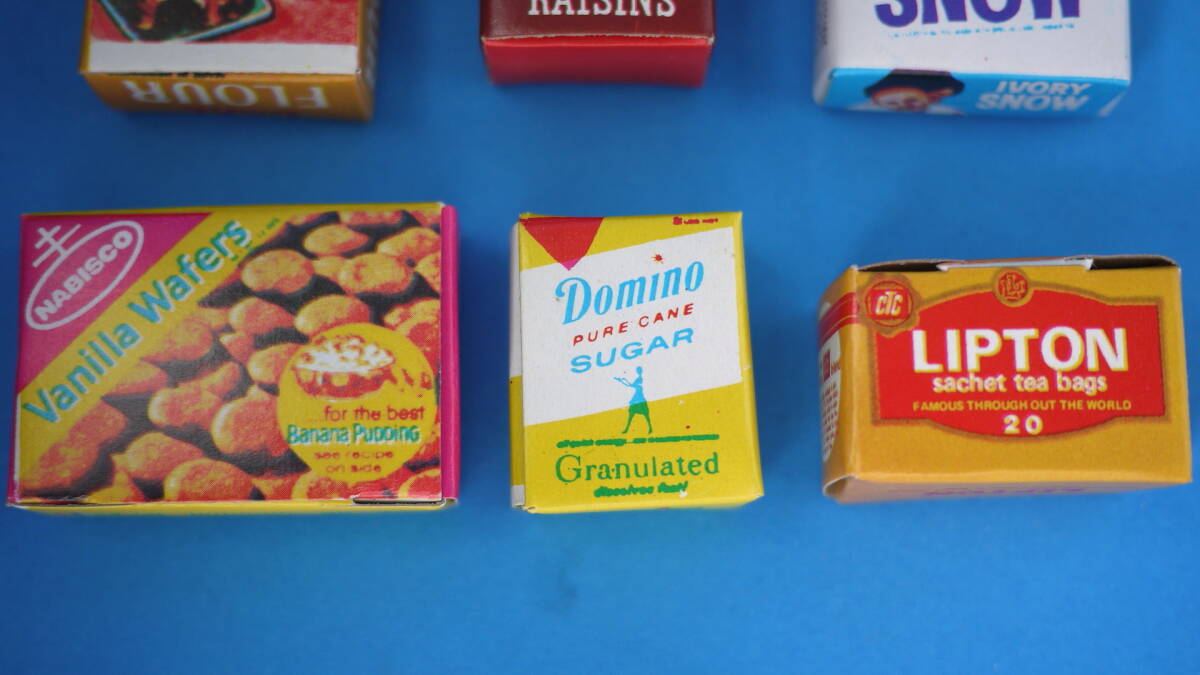 FLOUR
RAISINS
SNOW
IVORY
SNOW
NABISCO
Vanilla Wafers
...for the best
Banana Pudding
see recipe
on side
Domino
PURE CANE
SUGAR
Granulated
dissolves fast!
CTC
LIPTON
sachet tea bags
FAMOUS THROUGH OUT THE WORLD
20